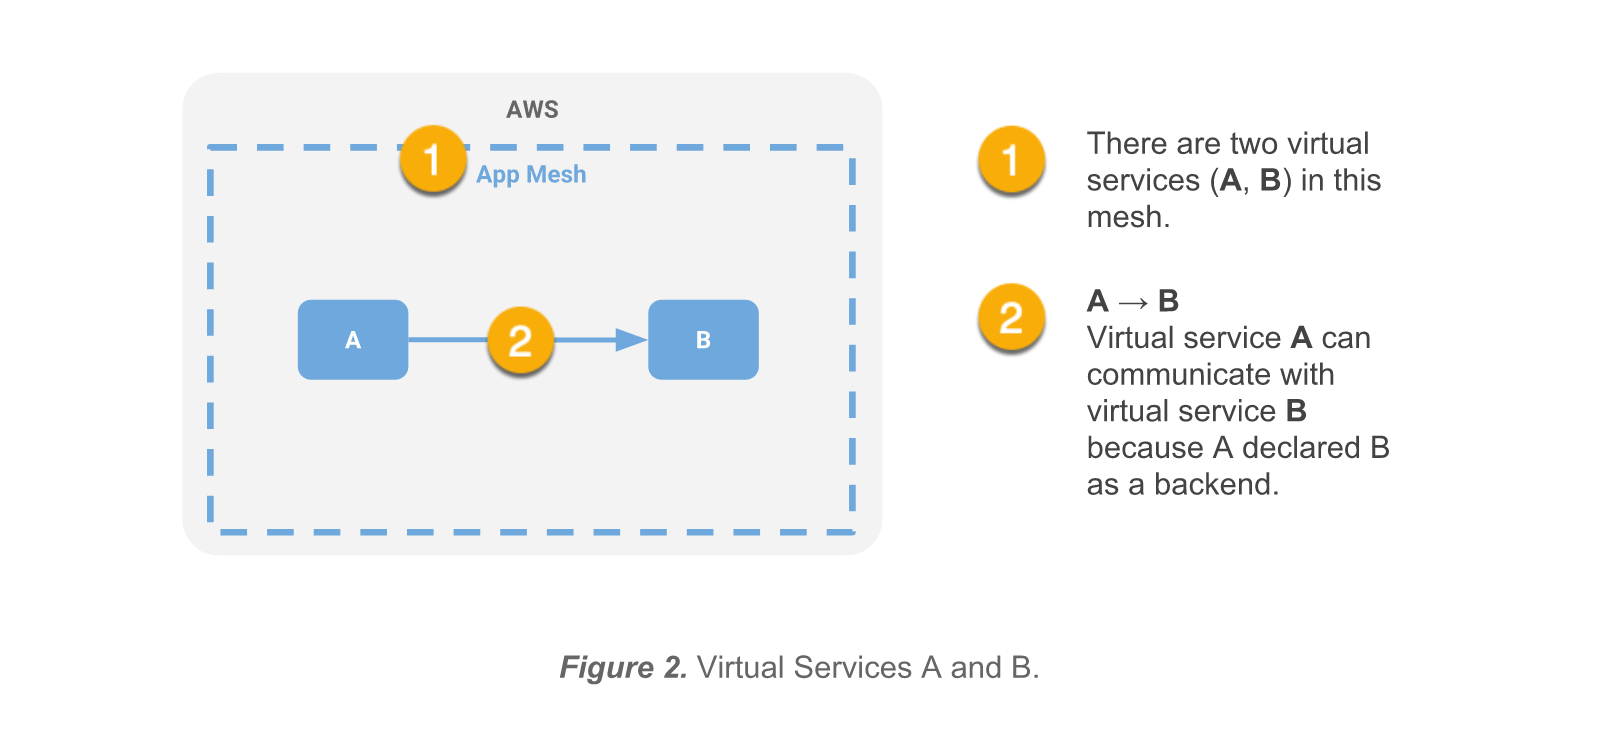 AWS
1
App Mesh
A
2
B
1
There are two virtual
services (A, B) in this
mesh.
2
A → B
Virtual service A can
communicate with
virtual service B
because A declared B
as a backend.
Figure 2. Virtual Services A and B.